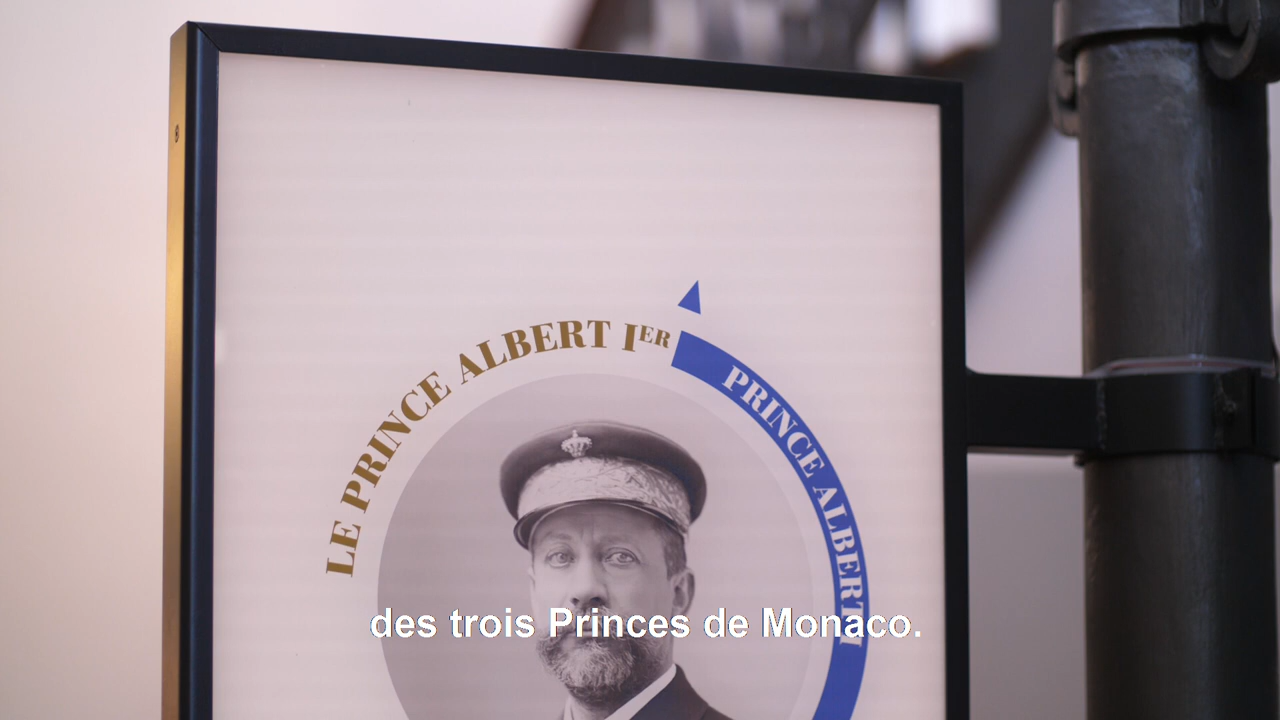 LE PRINCE ALBERT IER
PRINCE ALBERT I
des trois Princes de Monaco.